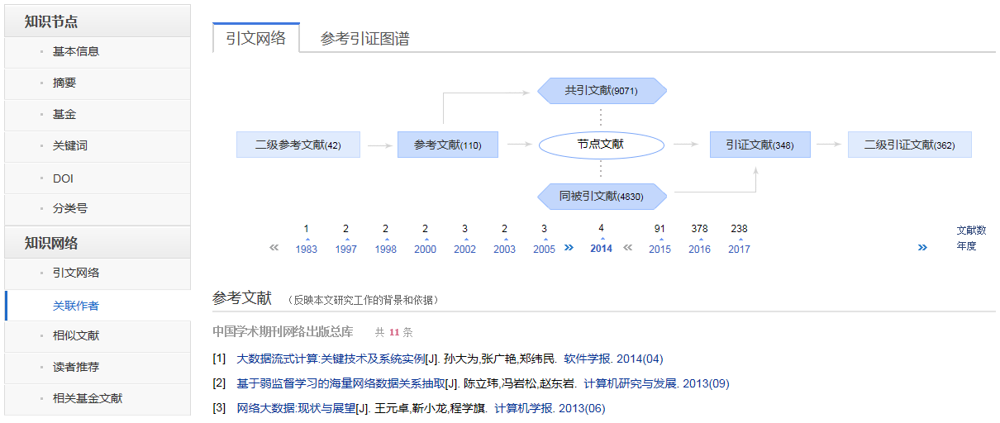 知识节点
基本信息
摘要
基金
关键词
DOI
分类号
知识网络
引文网络
关联作者
相似文献
读者推荐
相关基金文献
引文网络 参考引证图谱
共引文献(9071)
二级参考文献(42) 参考文献(110) 节点文献 引证文献(348) 二级引证文献(362)
同被引文献(4830)
1 2 2 2 3 2 3 4 91 378 238 文献数
« 1983 1997 1998 2000 2002 2003 2005 » 2014 « 2015 2016 2017 » 年度
参考文献 (反映本文研究工作的背景和依据)
中国学术期刊网络出版总库 共 11 条
[1] 大数据流式计算:关键技术及系统实例[J]. 孙大为,张广艳,郑纬民. 软件学报. 2014(04)
[2] 基于弱监督学习的海量网络数据关系抽取[J]. 陈立玮,冯岩松,赵东岩. 计算机研究与发展. 2013(09)
[3] 网络大数据:现状与展望[J]. 王元卓,靳小龙,程学旗. 计算机学报. 2013(06)